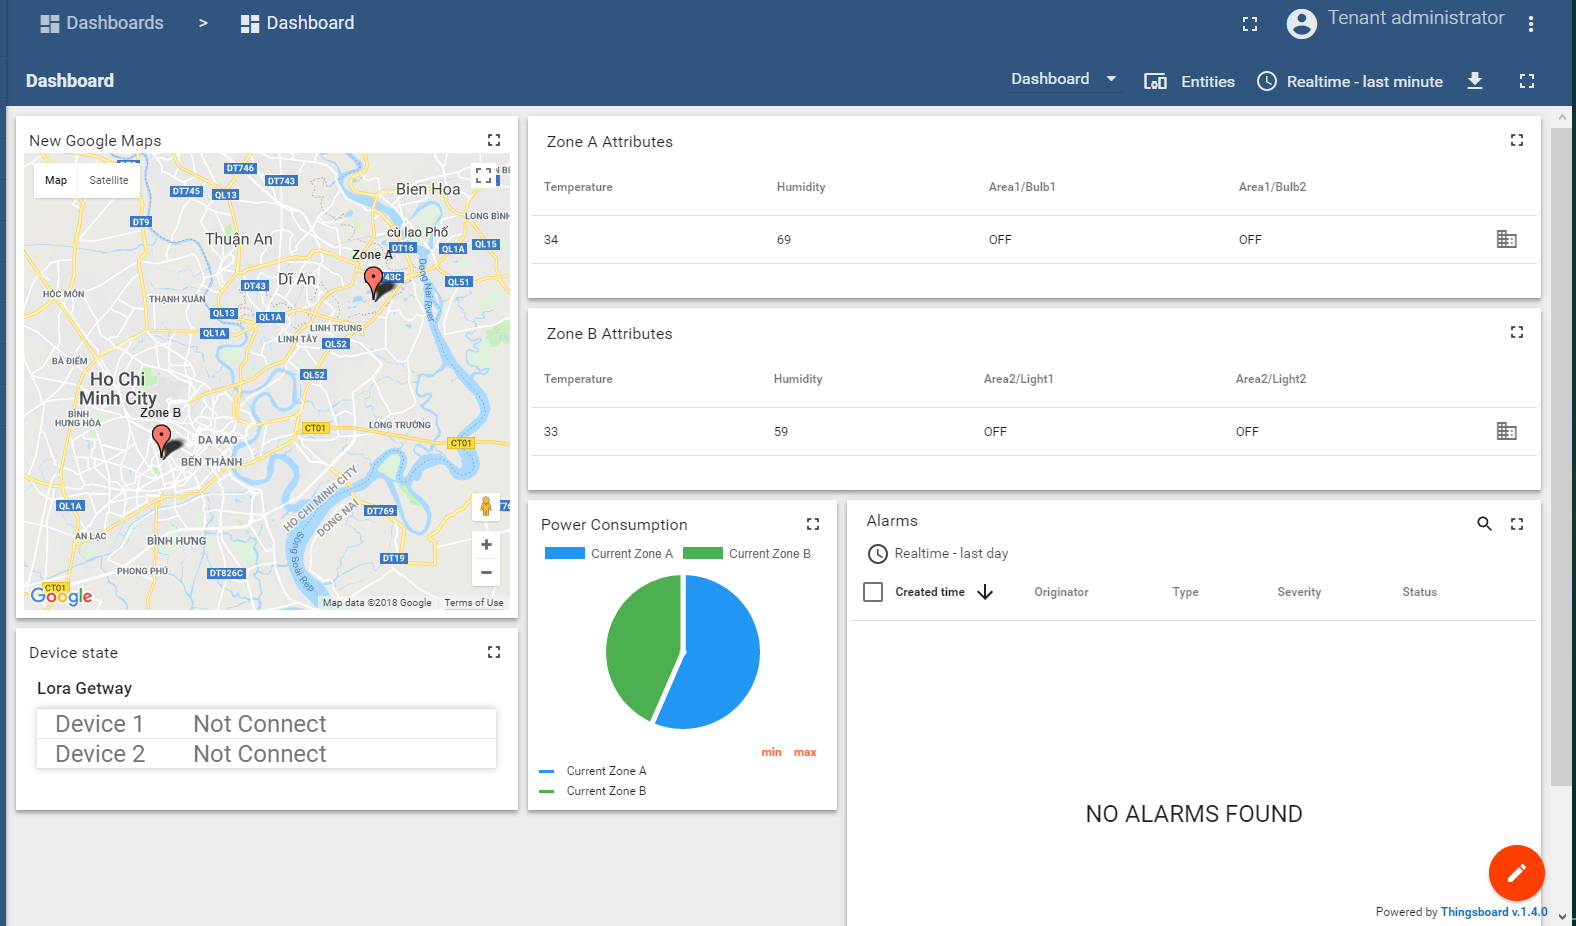 Dashboards > Dashboard
Tenant administrator
Dashboard
Dashboard
Entities
Realtime - last minute
New Google Maps
Map
Satellite
DT746
DT743
DT745
QL13
DT9
Bien Hoa
LONG BÌNH
cù lao Phố
Thuận An
DT16
QL1A
QL15
Zone A
43C
Dĩ An
QL51
DT43
HÓC MÔN
THẠNH XUÂN
Dong Nai River
QL13
QL1A
LINH TRUNG
QL1A
LINH TÂY
QL52
BÀ ĐIỂM
QL52
Ho Chi
Minh City
Zone B
BÌNH
HƯNG HÒA
CT01
LONG TRƯỜNG
DA KAO
CT01
BẾN THÀNH
HO CHI MINH CITY
DONG NAI
QL1A
DT769
AN LẠC
BÌNH HƯNG
Sông Soài Rạp
DT19
PHONG PHÚ
DT826C
CT01
Google
Map data ©2018 Google
Terms of Use
Device state
Lora Getway
Device 1 Not Connect
Device 2 Not Connect
Zone A Attributes
Temperature Humidity Area1/Bulb1 Area1/Bulb2
34 69 OFF OFF
Zone B Attributes
Temperature Humidity Area2/Light1 Area2/Light2
33 59 OFF OFF
Power Consumption
Current Zone A Current Zone B
min max
Current Zone A
Current Zone B
Alarms
Realtime - last day
Created time Originator Type Severity Status
NO ALARMS FOUND
Powered by Thingsboard v.1.4.0